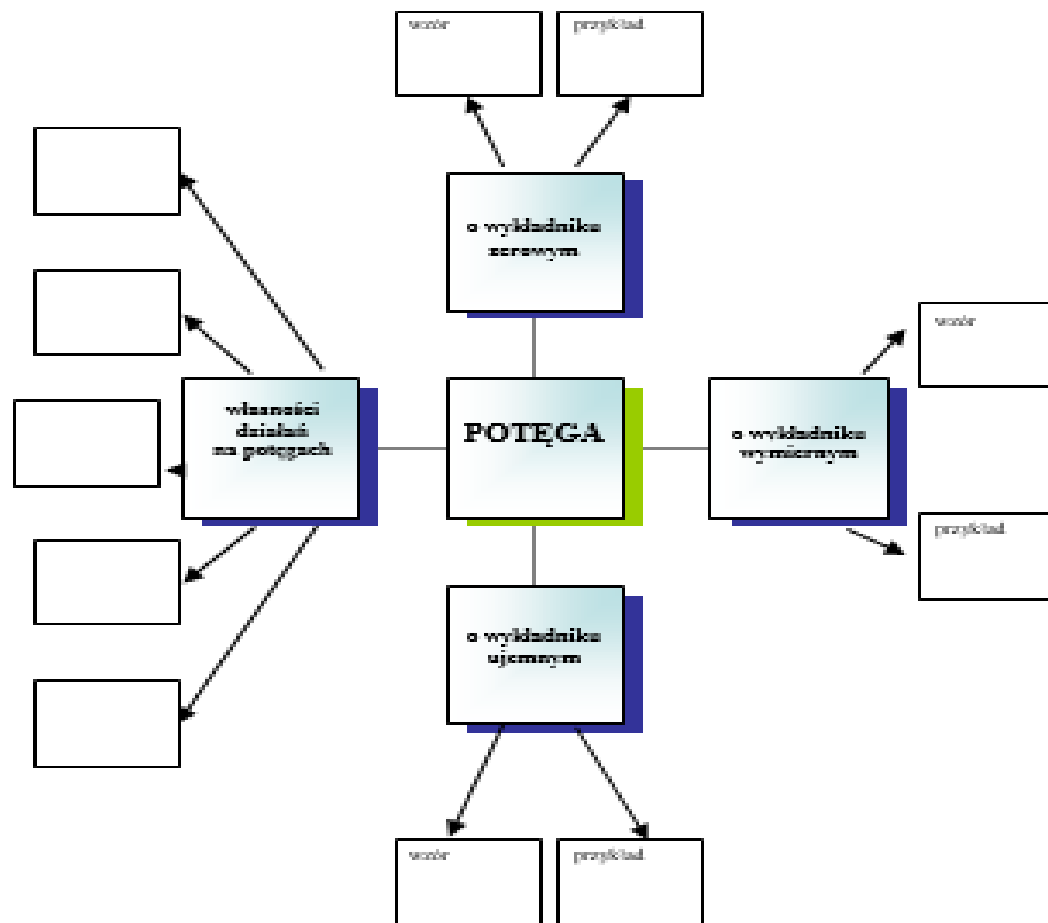 wzór
przykład
o wykładniku
zerowym
wzór
własności
działań
na potęgach
POTĘGA
o wykładniku
wymiernym
przykład
o wykładniku
ujemnym
wzór
przykład